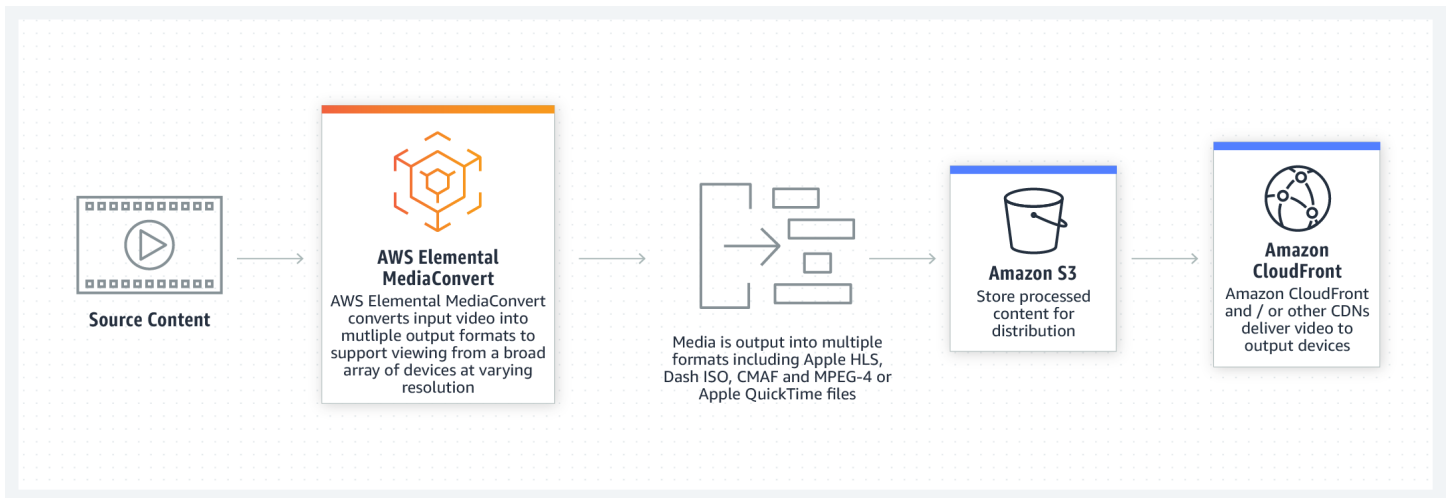 Source Content
AWS Elemental
MediaConvert
AWS Elemental MediaConvert
converts input video into
mutliple output formats to
support viewing from a broad
array of devices at varying
resolution
Media is output into multiple
formats including Apple HLS,
Dash ISO, CMAF and MPEG-4 or
Apple QuickTime files
Amazon S3
Store processed
content for
distribution
Amazon
CloudFront
Amazon CloudFront
and / or other CDNs
deliver video to
output devices